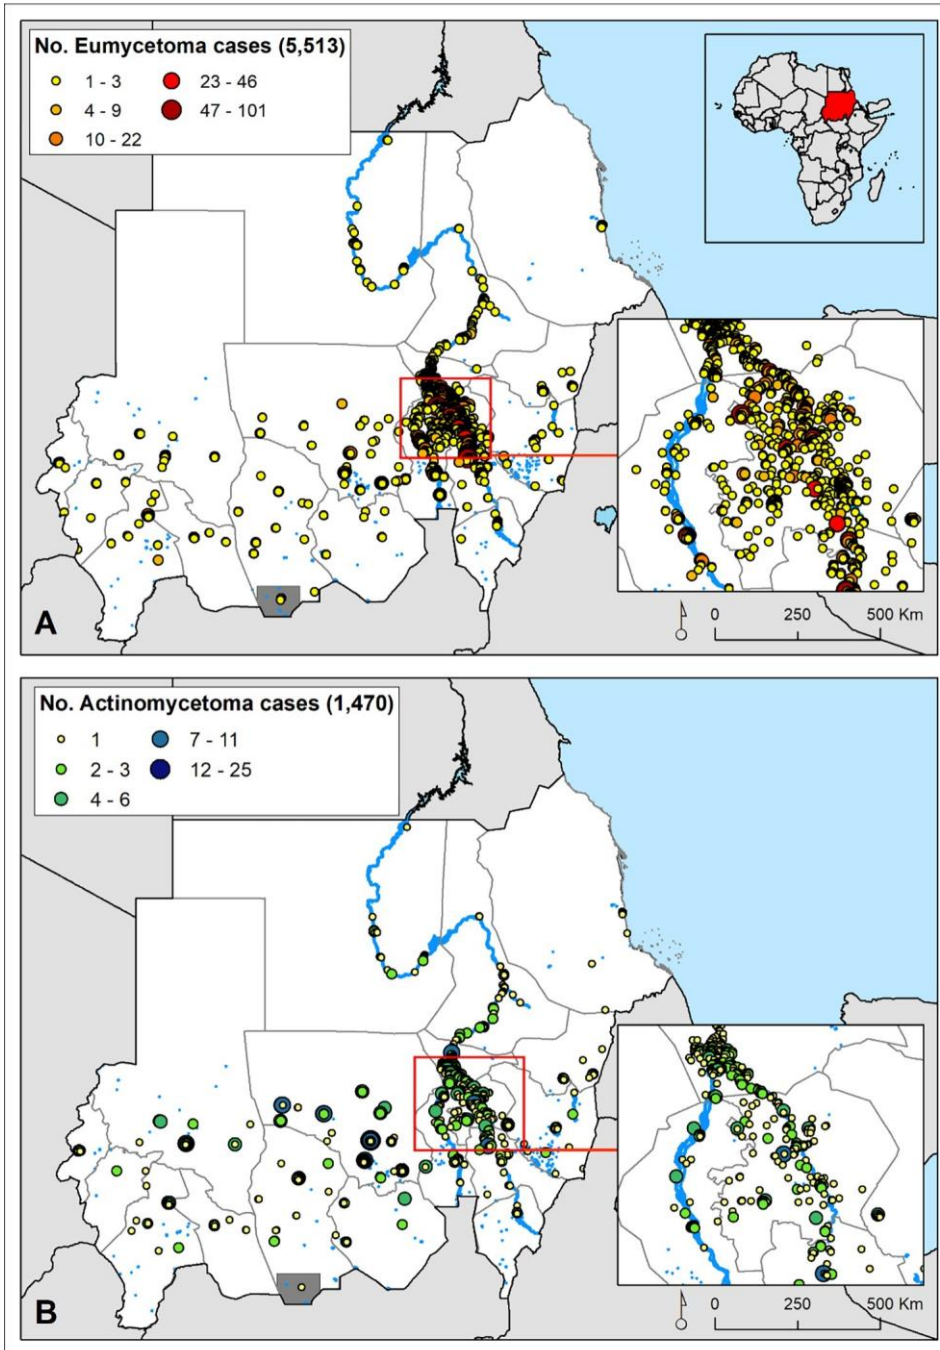 No. Eumycetoma cases (5,513)
1 - 3
23 - 46
4 - 9
47 - 101
10 - 22
A
0 250 500 Km
No. Actinomycetoma cases (1,470)
1
7 - 11
2 - 3
12 - 25
4 - 6
B
0 250 500 Km